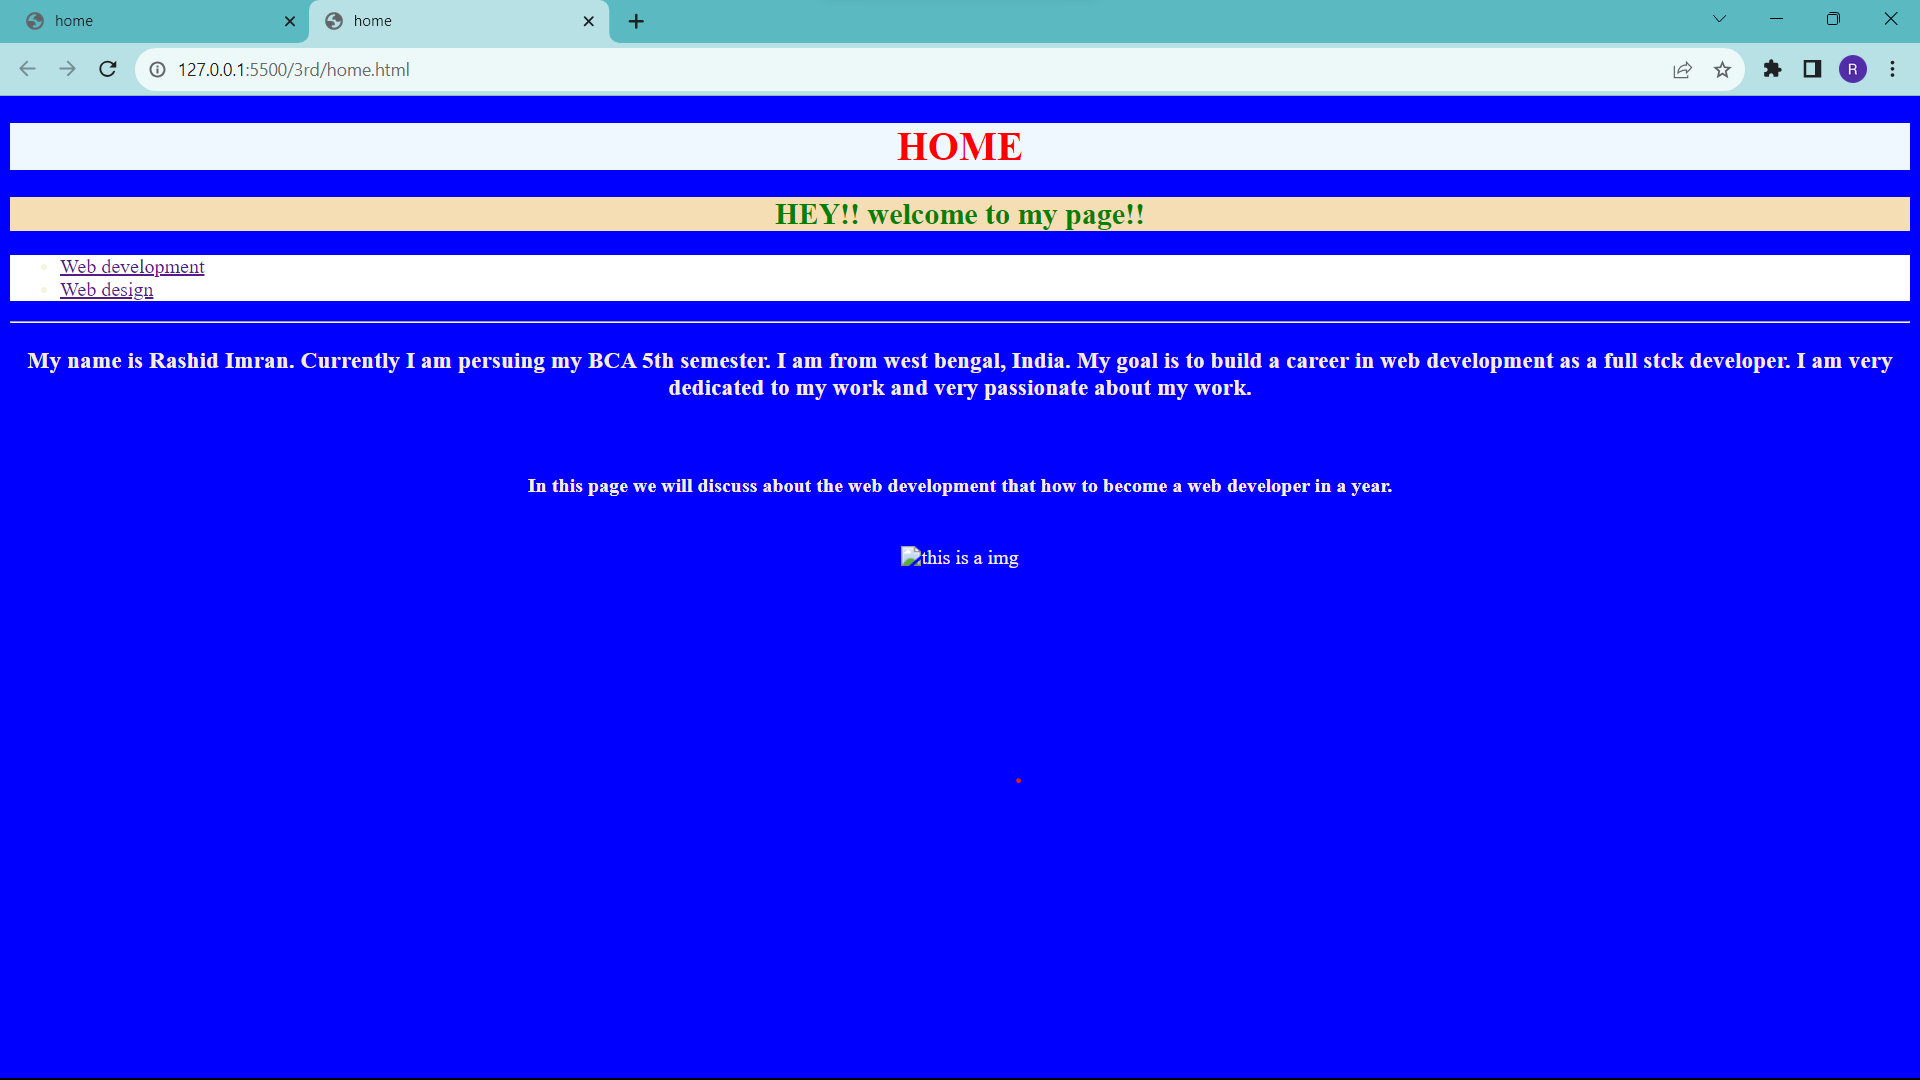 home
home
127.0.0.1:5500/3rd/home.html
R
HOME
HEY!! welcome to my page!!
Web development
Web design
My name is Rashid Imran. Currently I am persuing my BCA 5th semester. I am from west bengal, India. My goal is to build a career in web development as a full stck developer. I am very
dedicated to my work and very passionate about my work.
In this page we will discuss about the web development that how to become a web developer in a year.
this is a img